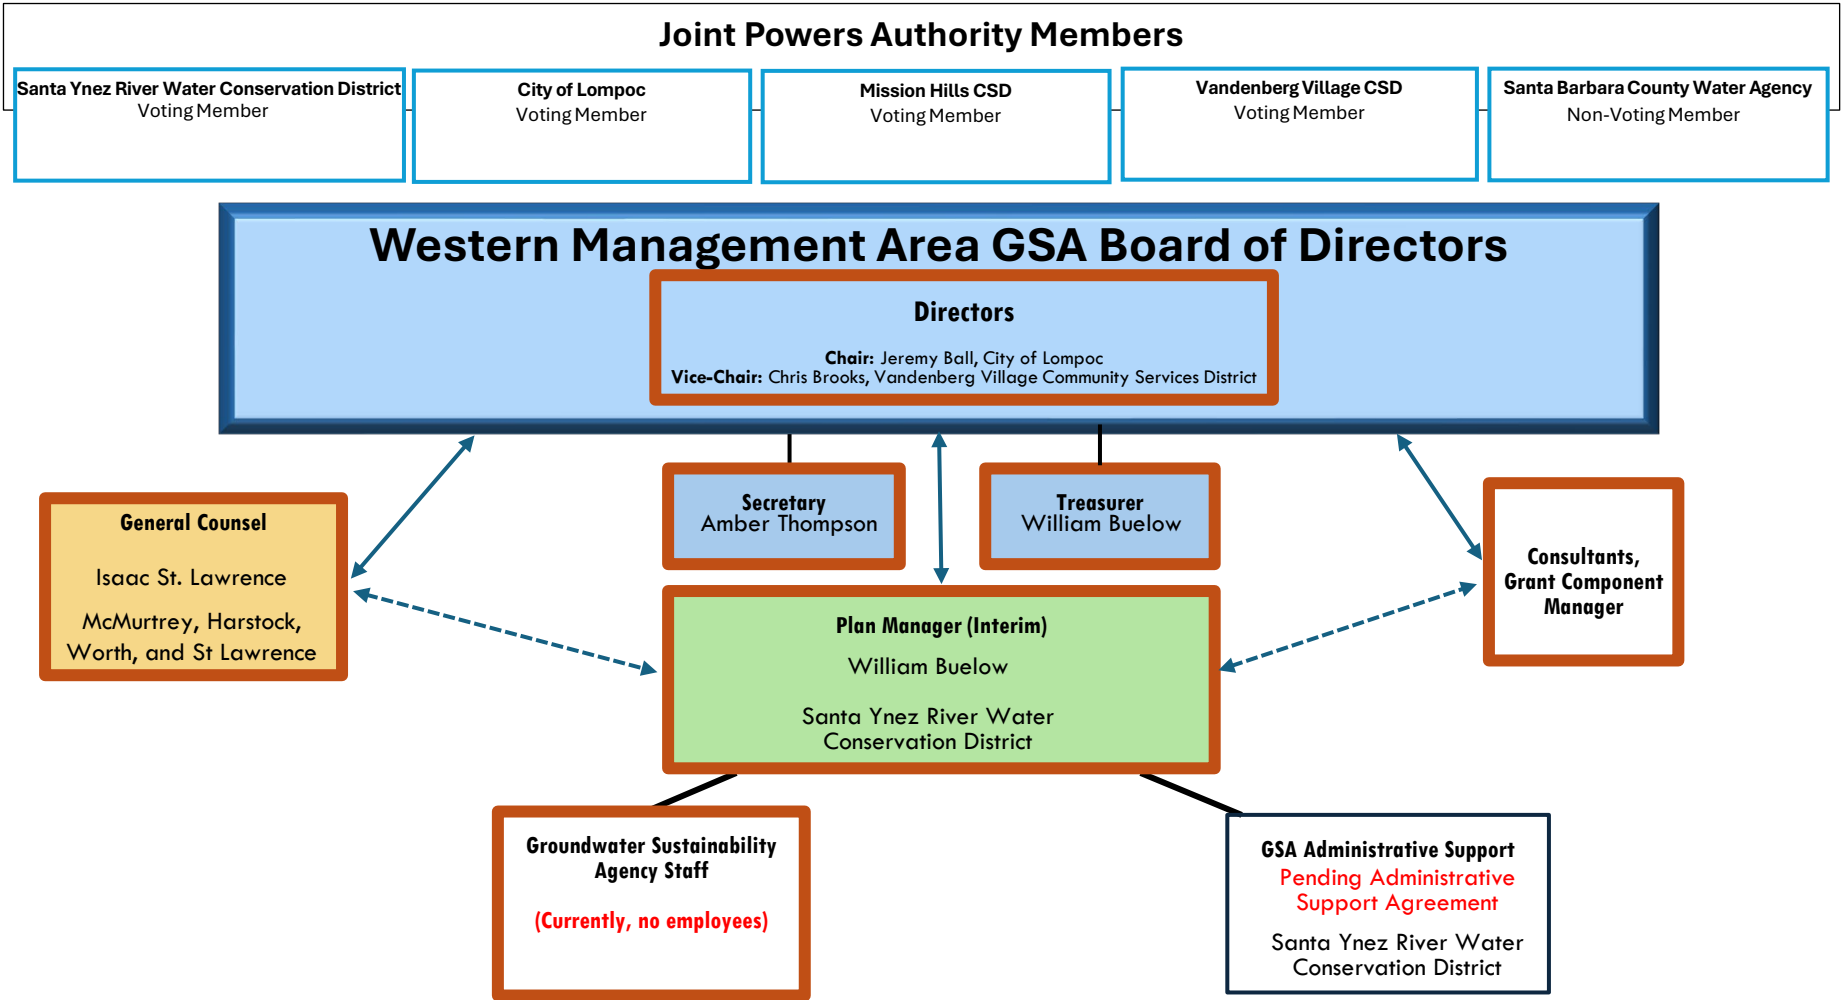 Joint Powers Authority Members
Santa Ynez River Water Conservation District
Voting Member
City of Lompoc
Voting Member
Mission Hills CSD
Voting Member
Vandenberg Village CSD
Voting Member
Santa Barbara County Water Agency
Non-Voting Member
Western Management Area GSA Board of Directors
Directors
Chair: Jeremy Ball, City of Lompoc
Vice-Chair: Chris Brooks, Vandenberg Village Community Services District
General Counsel
Isaac St. Lawrence
McMurtrey, Harstock,
Worth, and St Lawrence
Secretary
Amber Thompson
Treasurer
William Buelow
Consultants,
Grant Component
Manager
Plan Manager (Interim)
William Buelow
Santa Ynez River Water
Conservation District
Groundwater Sustainability
Agency Staff
(Currently, no employees)
GSA Administrative Support
Pending Administrative
Support Agreement
Santa Ynez River Water
Conservation District